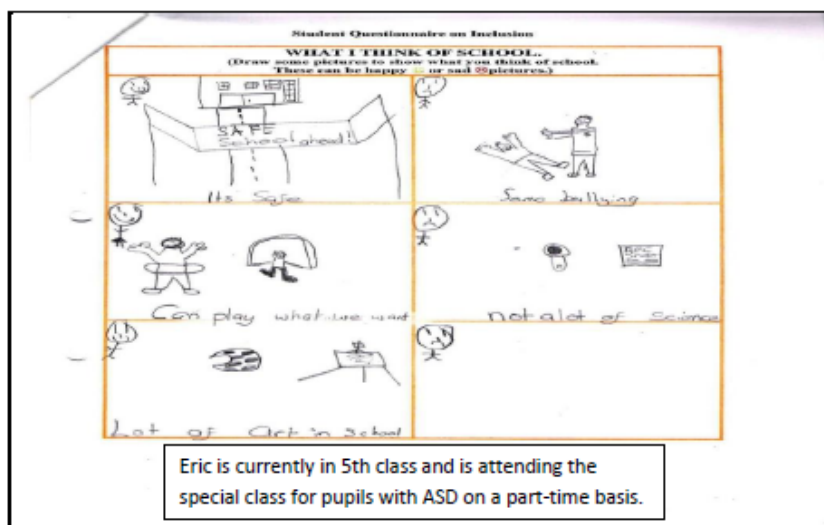 Student Questionnaire on Inclusion
WHAT I THINK OF SCHOOL.
(Draw some pictures to show what you think of school.
These can be happy or sad pictures.)
SAFE
School ahead!
Its Safe
Some bullying
Can play what we want
not a lot of Science
Lot of art in school
Eric is currently in 5th class and is attending the
special class for pupils with ASD on a part-time basis.